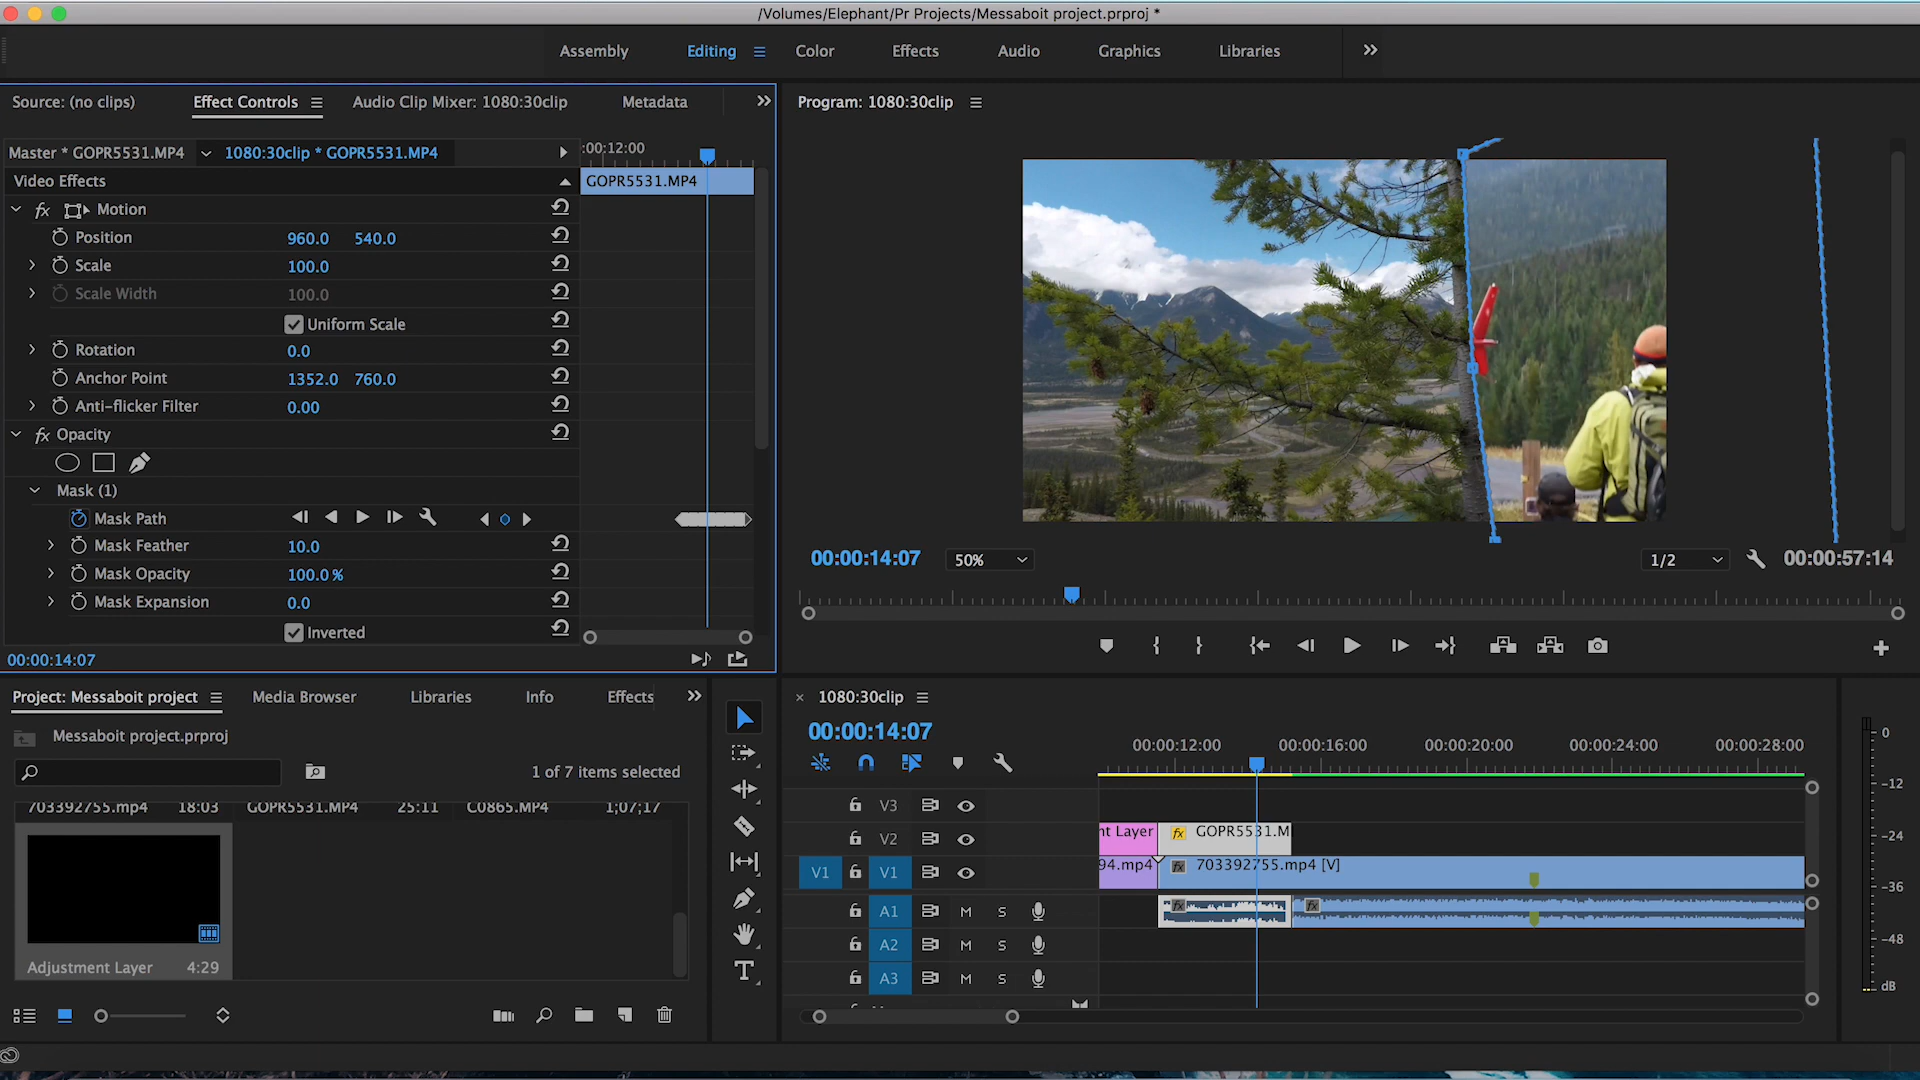 /Volumes/Elephant/Pr Projects/Messaboit project.prproj *
Assembly Editing Color Effects Audio Graphics Libraries
Source: (no clips) Effect Controls Audio Clip Mixer: 1080:30clip Metadata
Program: 1080:30clip
Master * GOPR5531.MP4 1080:30clip * GOPR5531.MP4
:00:12:00
Video Effects
GOPR5531.MP4
fx Motion
Position 960.0 540.0
Scale 100.0
Scale Width 100.0
Uniform Scale
Rotation 0.0
Anchor Point 1352.0 760.0
Anti-flicker Filter 0.00
fx Opacity
Mask (1)
Mask Path
Mask Feather 10.0
Mask Opacity 100.0 %
Mask Expansion 0.0
Inverted
00:00:14:07
00:00:14:07 50% 1/2 00:00:57:14
Project: Messaboit project Media Browser Libraries Info Effects
Messaboit project.prproj
1 of 7 items selected
703392755.mp4 18:03 GOPR5531.MP4 25:11 C0865.MP4 1;07;17
Adjustment Layer 4:29
1080:30clip
00:00:14:07
00:00:12:00 00:00:16:00 00:00:20:00 00:00:24:00 00:00:28:00
V3
V2 nt Layer fx GOPR5531.M
V1 V1 94.mp4 fx 703392755.mp4 [V]
A1 M S fx fx
A2 M S
A3 M S
0
-12
-24
-36
-48
dB